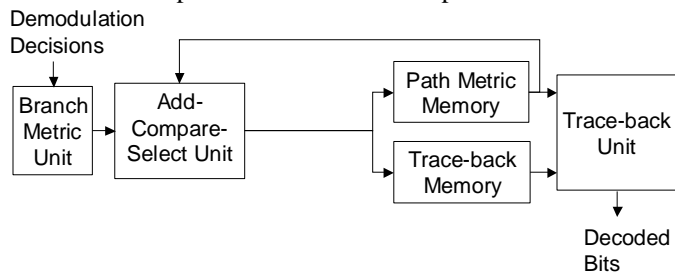 Demodulation
Decisions
Branch
Metric
Unit
Add-
Compare-
Select Unit
Path Metric
Memory
Trace-back
Memory
Trace-back
Unit
Decoded
Bits